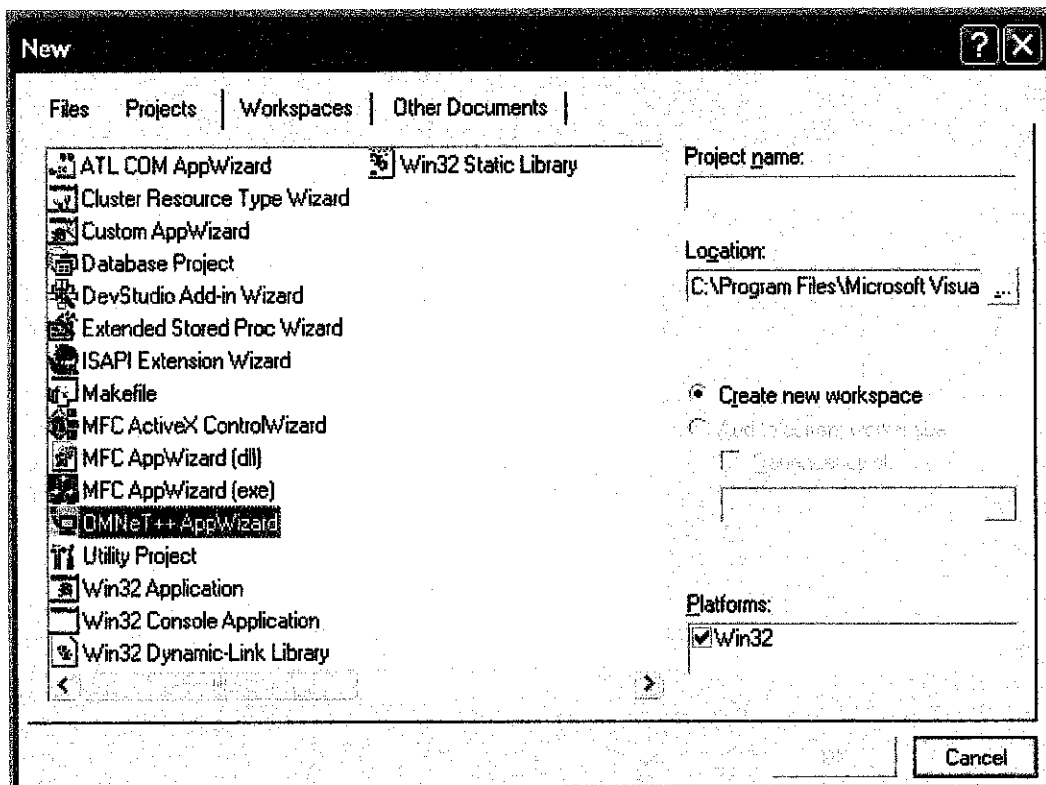 New
Files Projects Workspaces Other Documents
ATL COM AppWizard
Cluster Resource Type Wizard
Custom AppWizard
Database Project
DevStudio Add-in Wizard
Extended Stored Proc Wizard
ISAPI Extension Wizard
Makefile
MFC ActiveX ControlWizard
MFC AppWizard (dll)
MFC AppWizard (exe)
OMNeT++ AppWizard
Utility Project
Win32 Application
Win32 Console Application
Win32 Dynamic-Link Library
Win32 Static Library
Project name:
Location:
C:\Program Files\Microsoft Visua ...
Create new workspace
Platforms:
Win32
Cancel